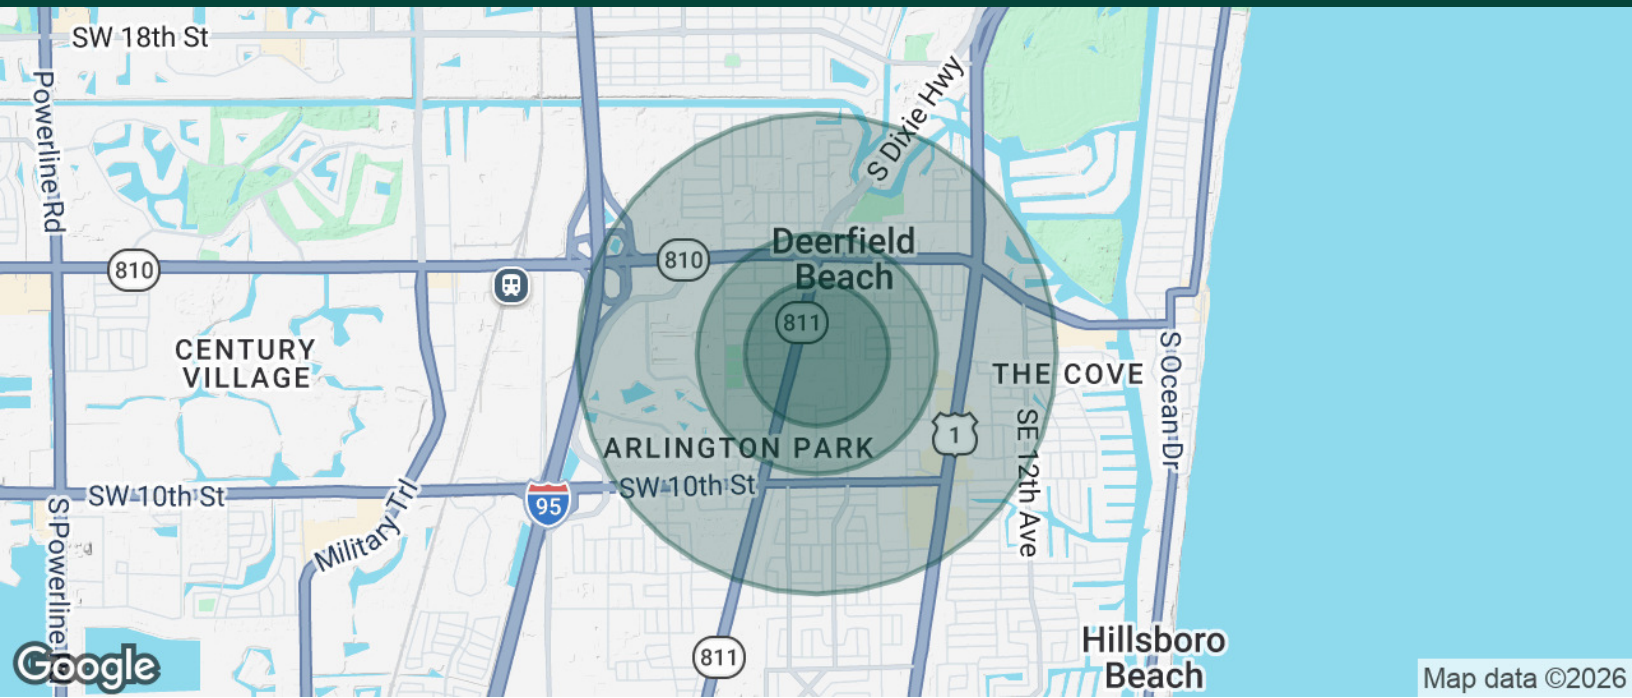 SW 18th St
Powerline Rd
S Dixie Hwy
810
810
Deerfield
Beach
811
CENTURY
VILLAGE
THE COVE
S Ocean Dr
1
ARLINGTON PARK
SE 12th Ave
SW 10th St
SW 10th St
95
Military Trl
S Powerline
811
Hillsboro
Beach
Google
Map data ©2026